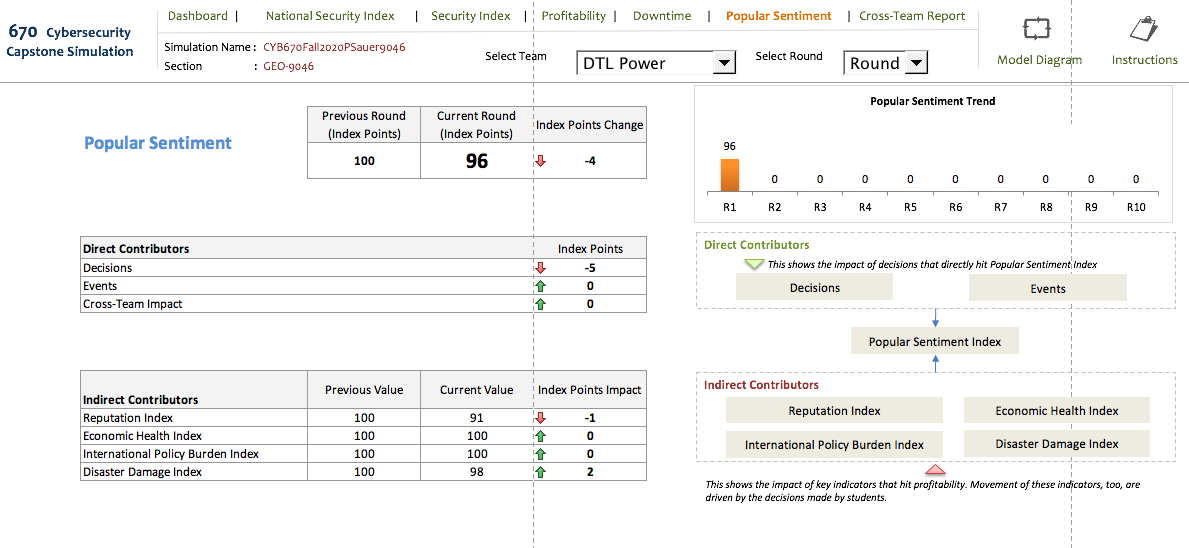 670 Cybersecurity
Capstone Simulation
Dashboard | National Security Index | Security Index | Profitability | Downtime | Popular Sentiment | Cross-Team Report
Simulation Name : CYB670Fall2020PSauer9046
Section : GEO-9046
Select Team DTL Power Select Round Round
Model Diagram Instructions
Popular Sentiment
Previous Round (Index Points) Current Round (Index Points) Index Points Change
100 96 -4
Direct Contributors Index Points
Decisions -5
Events 0
Cross-Team Impact 0
Indirect Contributors Previous Value Current Value Index Points Impact
Reputation Index 100 91 -1
Economic Health Index 100 100 0
International Policy Burden Index 100 100 0
Disaster Damage Index 100 98 2
Popular Sentiment Trend
96 0 0 0 0 0 0 0 0 0
R1 R2 R3 R4 R5 R6 R7 R8 R9 R10
Direct Contributors
This shows the impact of decisions that directly hit Popular Sentiment Index
Decisions Events
Popular Sentiment Index
Indirect Contributors
Reputation Index Economic Health Index
International Policy Burden Index Disaster Damage Index
This shows the impact of key indicators that hit profitability. Movement of these indicators, too, are
driven by the decisions made by students.